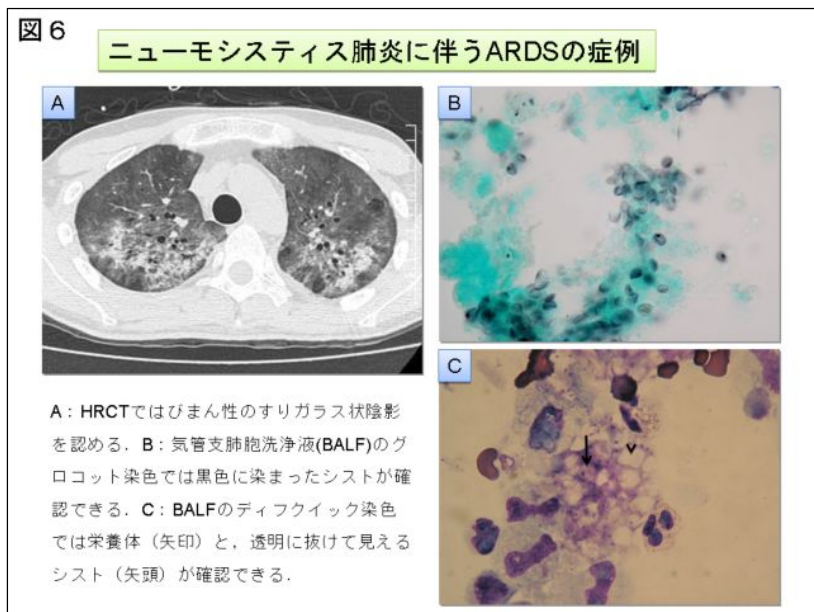 図６
ニューモシスティス肺炎に伴うARDSの症例
A
B
C
A：HRCTではびまん性のすりガラス状陰影
を認める．B：気管支肺胞洗浄液(BALF)のグ
ロコット染色では黒色に染まったシストが確
認できる．C：BALFのディフクイック染色
では栄養体（矢印）と，透明に抜けて見える
シスト（矢頭）が確認できる．